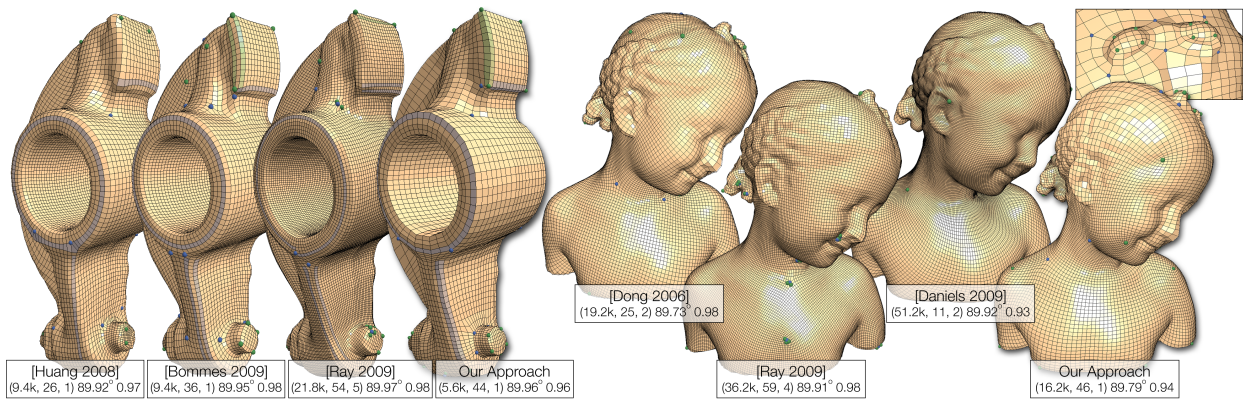 [Huang 2008]
(9.4k, 26, 1) 89.92° 0.97
[Bommes 2009]
(9.4k, 36, 1) 89.95° 0.98
[Ray 2009]
(21.8k, 54, 5) 89.97° 0.98
Our Approach
(5.6k, 44, 1) 89.96° 0.96
[Dong 2006]
(19.2k, 25, 2) 89.73° 0.98
[Ray 2009]
(36.2k, 59, 4) 89.91° 0.98
[Daniels 2009]
(51.2k, 11, 2) 89.92° 0.93
Our Approach
(16.2k, 46, 1) 89.79° 0.94